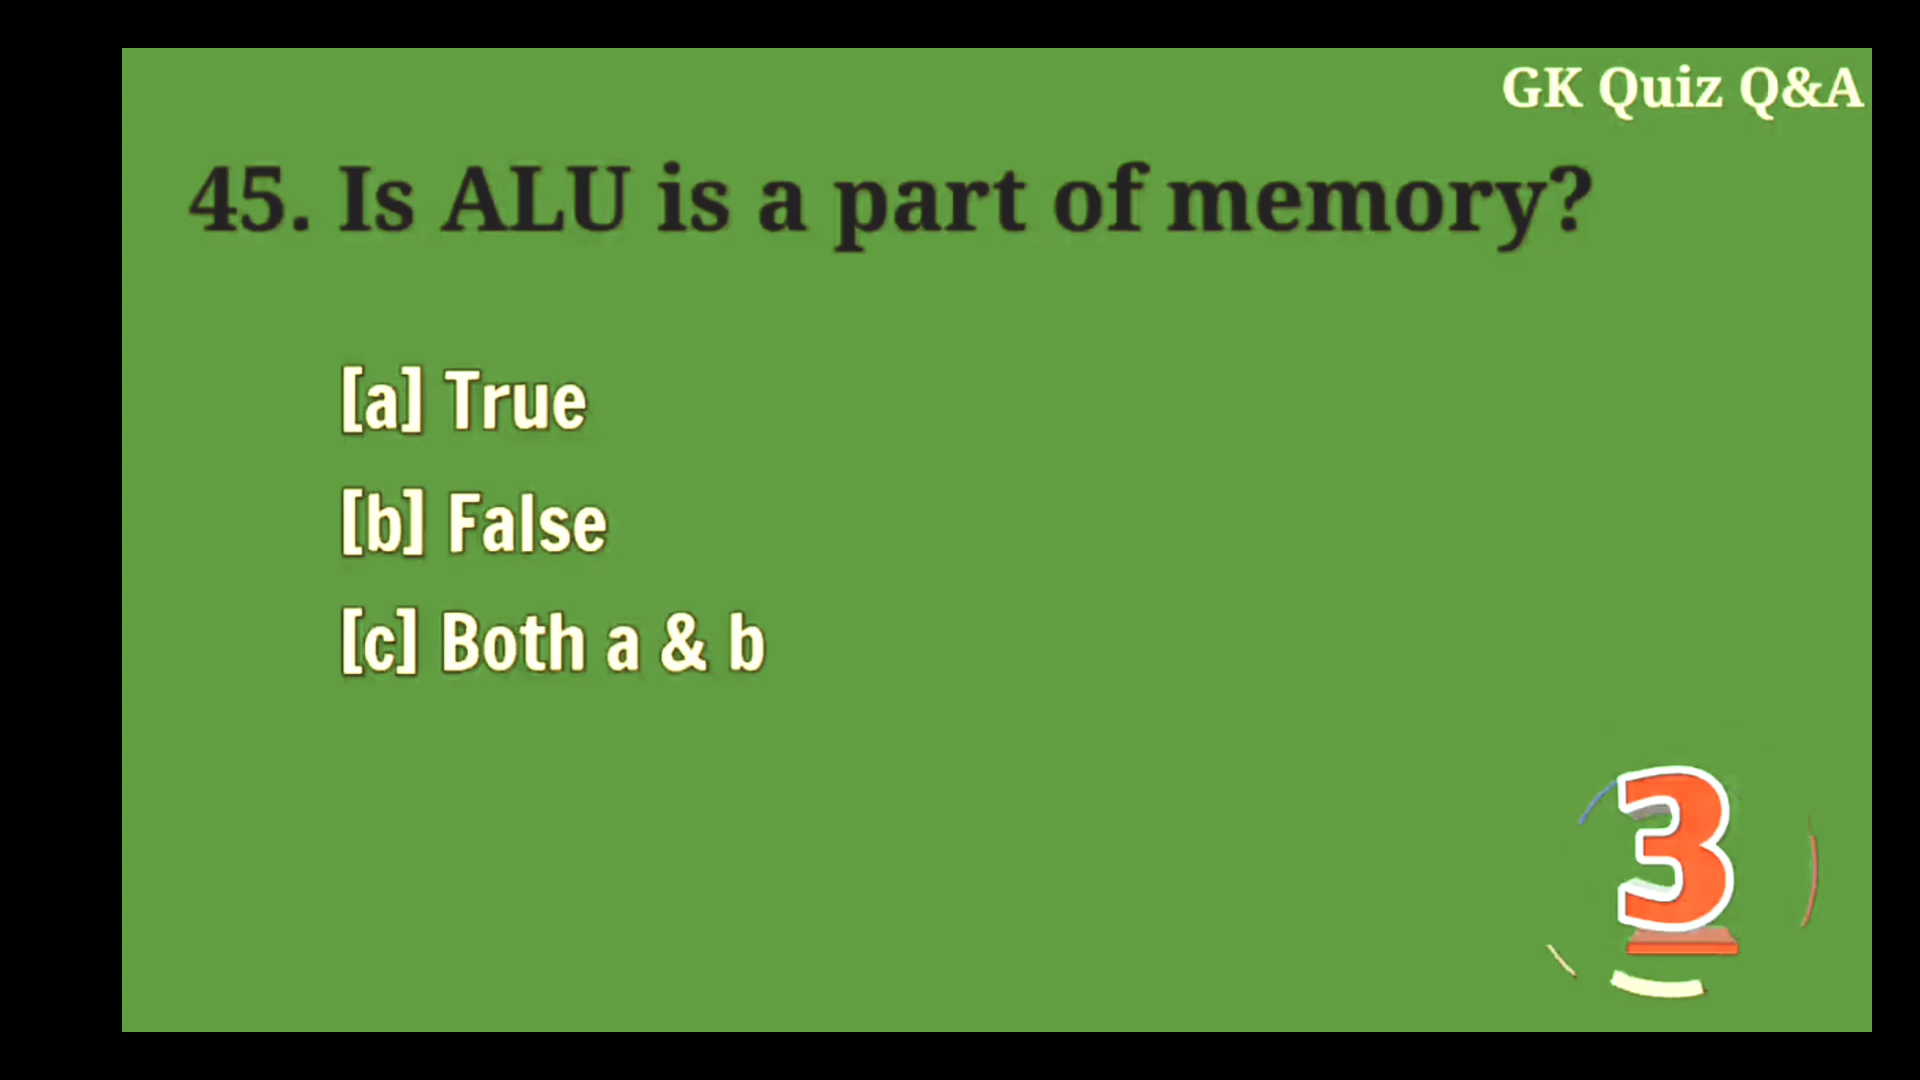 GK Quiz Q&A
45. Is ALU is a part of memory?
[a] True
[b] False
[c] Both a & b
3